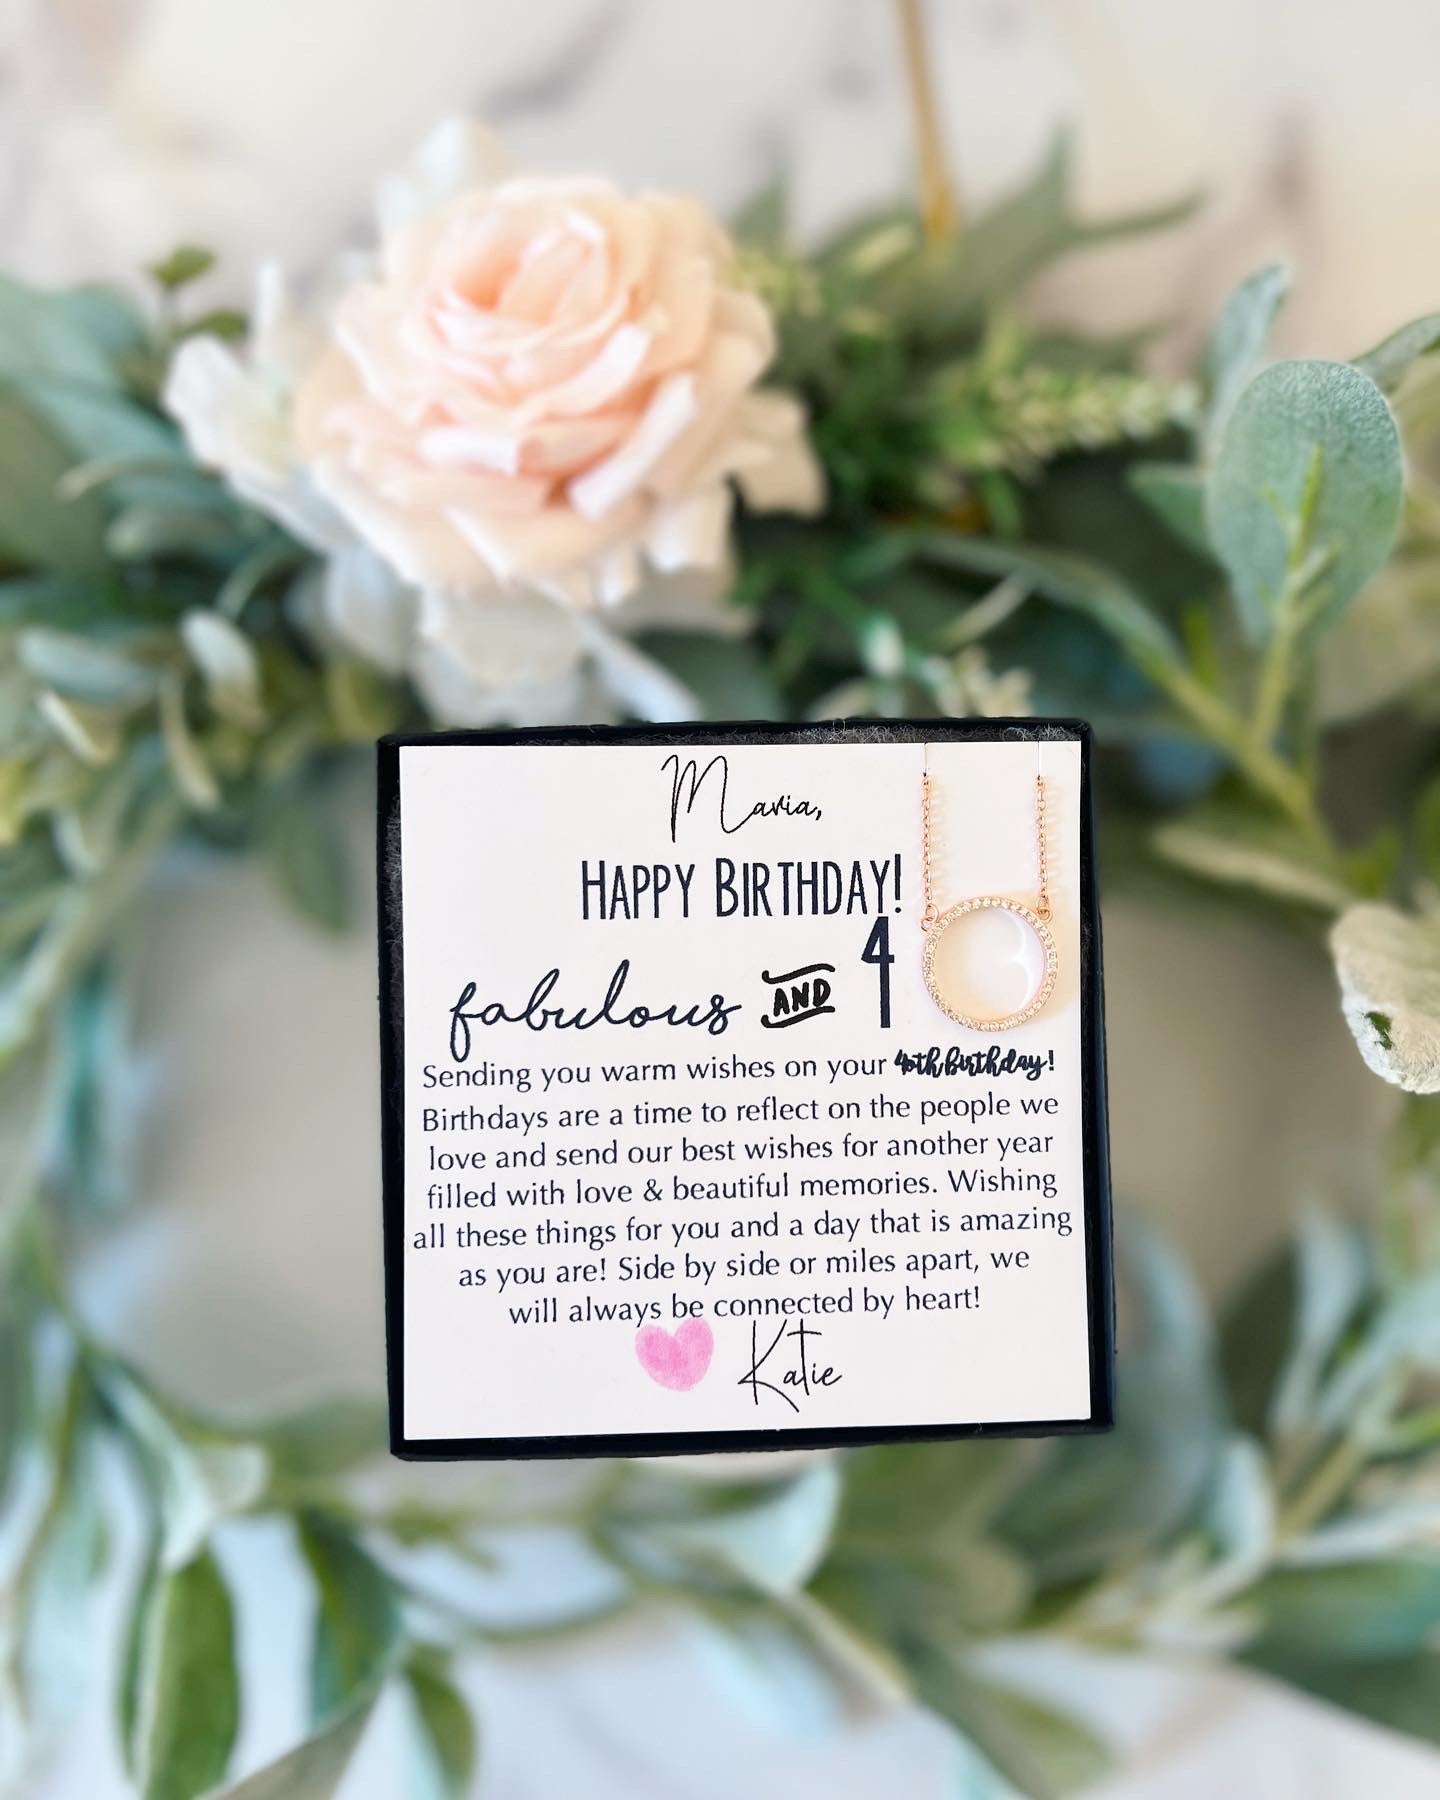 Maria,
HAPPY BIRTHDAY!
fabulous AND 4
Sending you warm wishes on your 40th birthday!
Birthdays are a time to reflect on the people we
love and send our best wishes for another year
filled with love & beautiful memories. Wishing
all these things for you and a day that is amazing
as you are! Side by side or miles apart, we
will always be connected by heart!
Katie